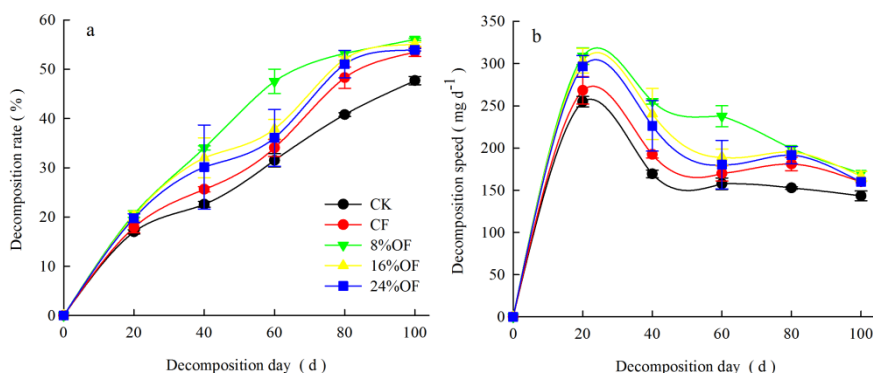 a
60
50
40
30
20
10
0
Decomposition rate ( % )
CK
CF
8%OF
16%OF
24%OF
0 20 40 60 80 100
Decomposition day ( d )
b
350
300
250
200
150
100
50
0
Decomposition speed ( mg d⁻¹ )
0 20 40 60 80 100
Decomposition day ( d )